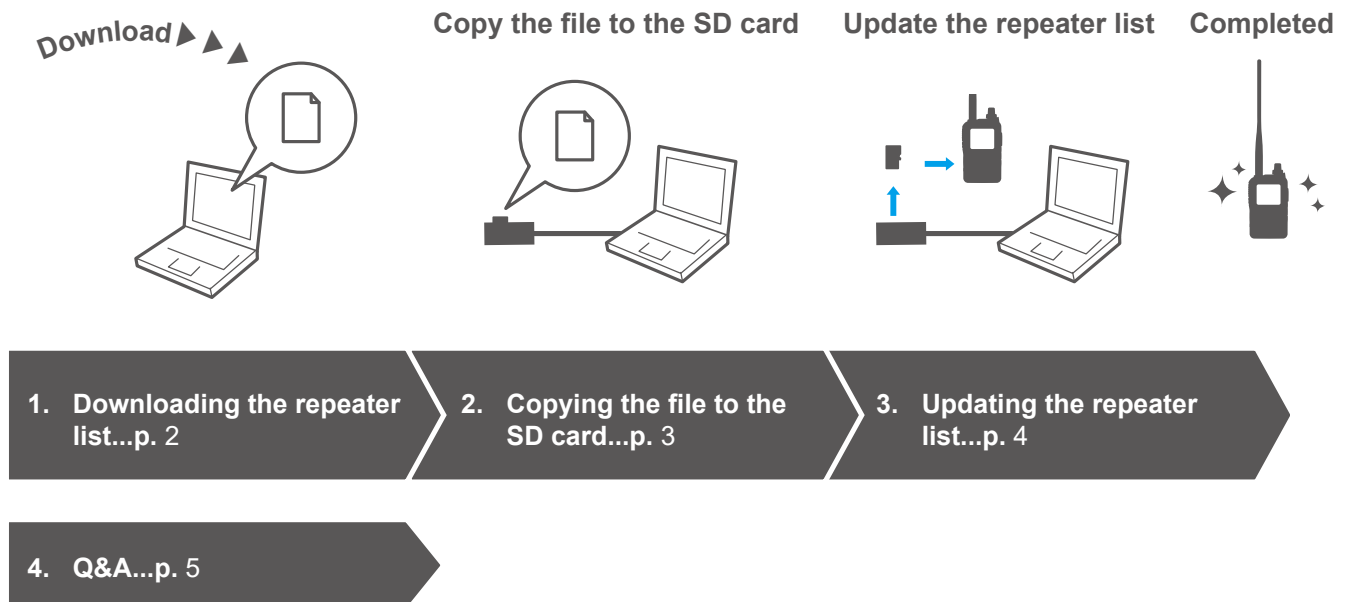 Download
Copy the file to the SD card
Update the repeater list
Completed
1. Downloading the repeater
list...p. 2
2. Copying the file to the
SD card...p. 3
3. Updating the repeater
list...p. 4
4. Q&A...p. 5